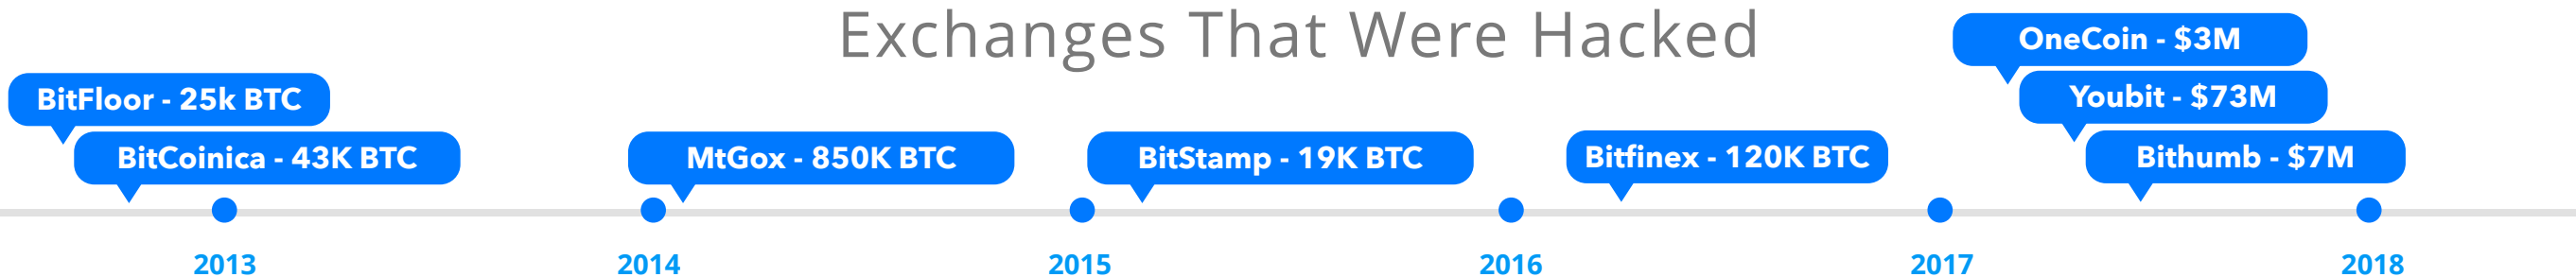 Exchanges That Were Hacked
BitFloor - 25k BTC
BitCoinica - 43K BTC
MtGox - 850K BTC
BitStamp - 19K BTC
Bitfinex - 120K BTC
OneCoin - $3M
Youbit - $73M
Bithumb - $7M
2013
2014
2015
2016
2017
2018